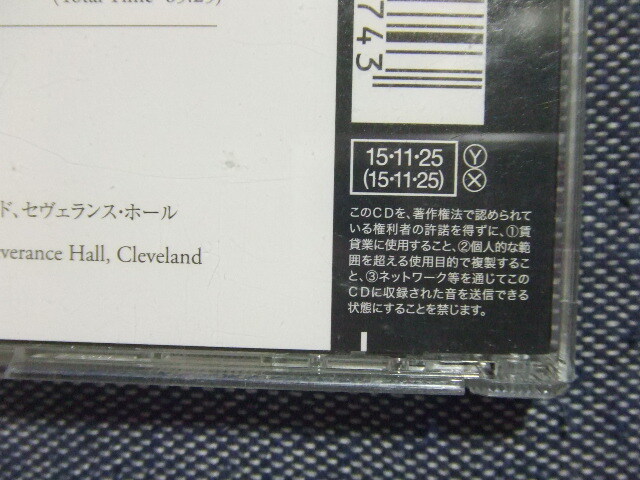 (Total Time
743
15·11·25 Ⓨ
(15·11·25) Ⓧ
ド、セヴェランス・ホール
verance Hall, Cleveland
このCDを、著作権法で認められて
いる権利者の許諾を得ずに、①賃
貸業に使用すること、②個人的な範
囲を超える使用目的で複製するこ
と、③ネットワーク等を通じてこの
CDに収録された音を送信できる
状態にすることを禁じます。